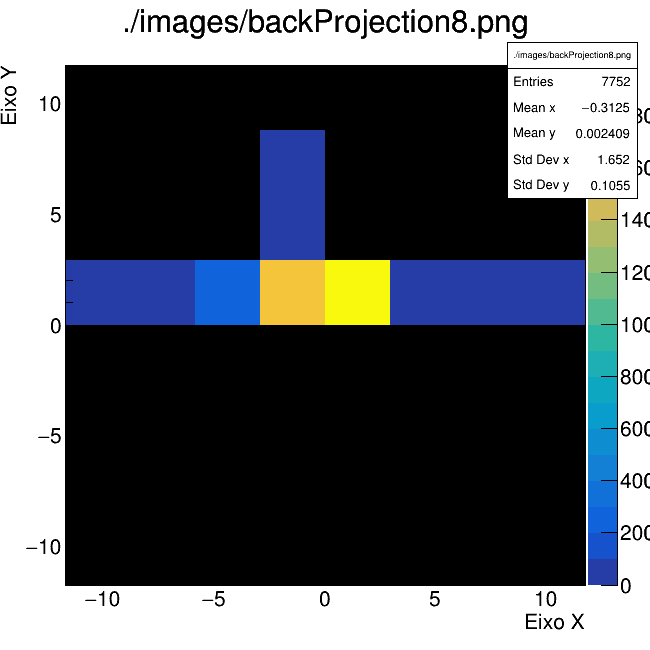 ./images/backProjection8.png
./images/backProjection8.png
Entries 7752
Mean x −0.3125
Mean y 0.002409
Std Dev x 1.652
Std Dev y 0.1055
Eixo Y
10
5
0
−5
−10
−10 −5 0 5 10
Eixo X
140
120
100
800
600
400
200
0